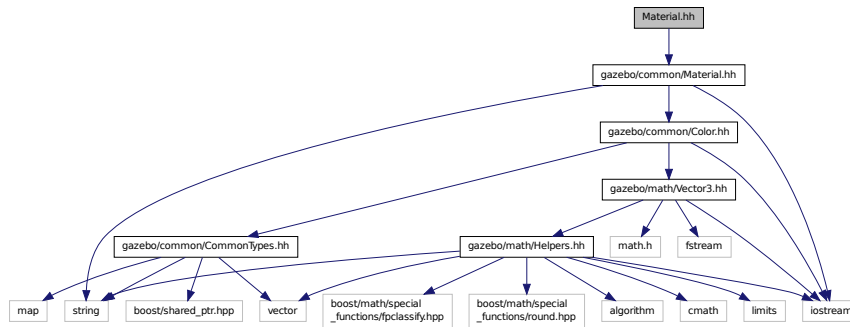 Material.hh
gazebo/common/Material.hh
gazebo/common/Color.hh
gazebo/math/Vector3.hh
gazebo/common/CommonTypes.hh
gazebo/math/Helpers.hh
math.h
fstream
map
string
boost/shared_ptr.hpp
vector
boost/math/special
_functions/fpclassify.hpp
boost/math/special
_functions/round.hpp
algorithm
cmath
limits
iostream